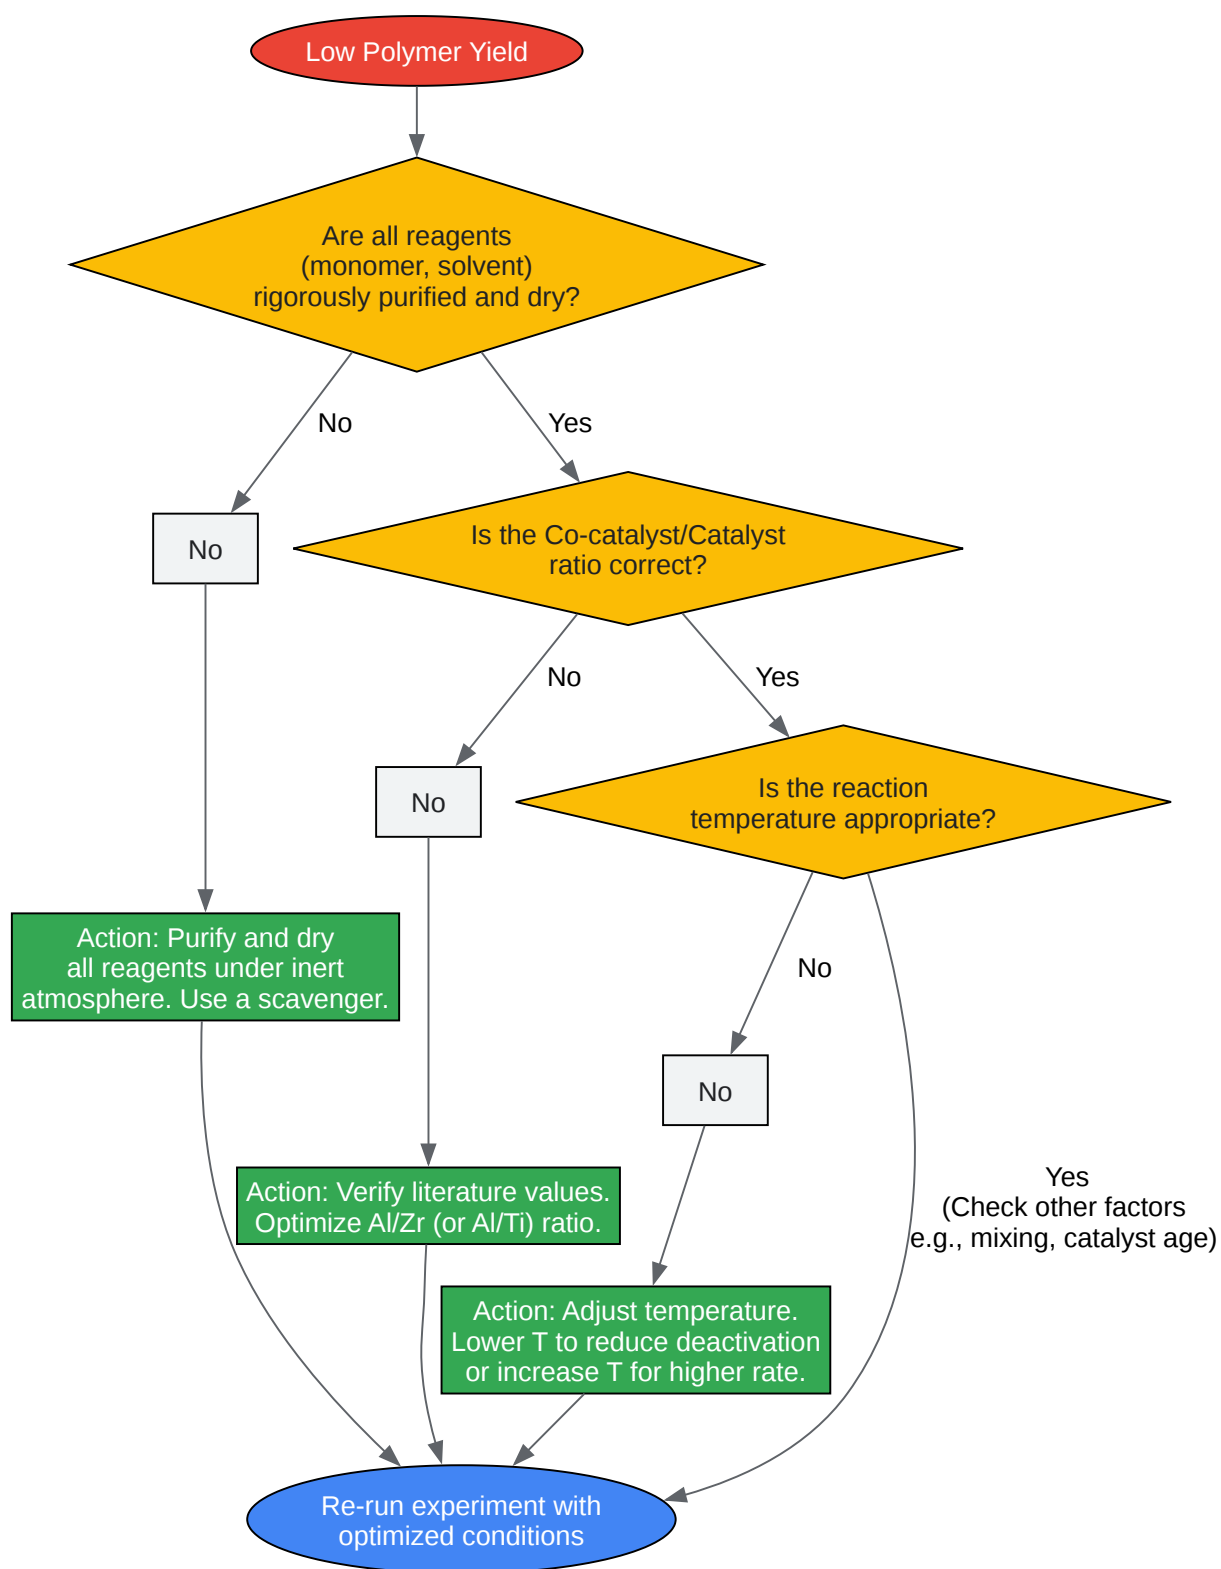 Low Polymer Yield
Are all reagents
(monomer, solvent)
rigorously purified and dry?
No
Yes
Is the Co-catalyst/Catalyst
ratio correct?
No
No
Yes
Is the reaction
temperature appropriate?
No
Action: Purify and dry
all reagents under inert
atmosphere. Use a scavenger.
No
No
Action: Verify literature values.
Optimize Al/Zr (or Al/Ti) ratio.
Yes
(Check other factors
e.g., mixing, catalyst age)
Action: Adjust temperature.
Lower T to reduce deactivation
or increase T for higher rate.
Re-run experiment with
optimized conditions